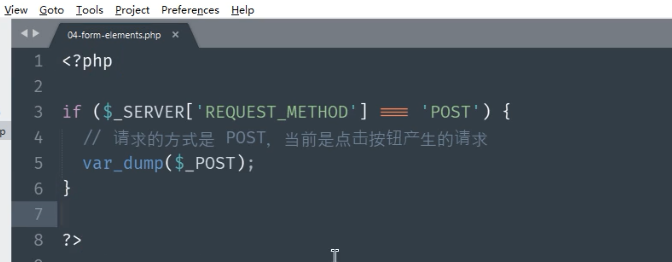 View Goto Tools Project Preferences Help
04-form-elements.php ×
p
1 <?php
2
3 if ($_SERVER['REQUEST_METHOD'] === 'POST') {
4 // 请求的方式是 POST, 当前是点击按钮产生的请求
5 var_dump($_POST);
6 }
7
8 ?>